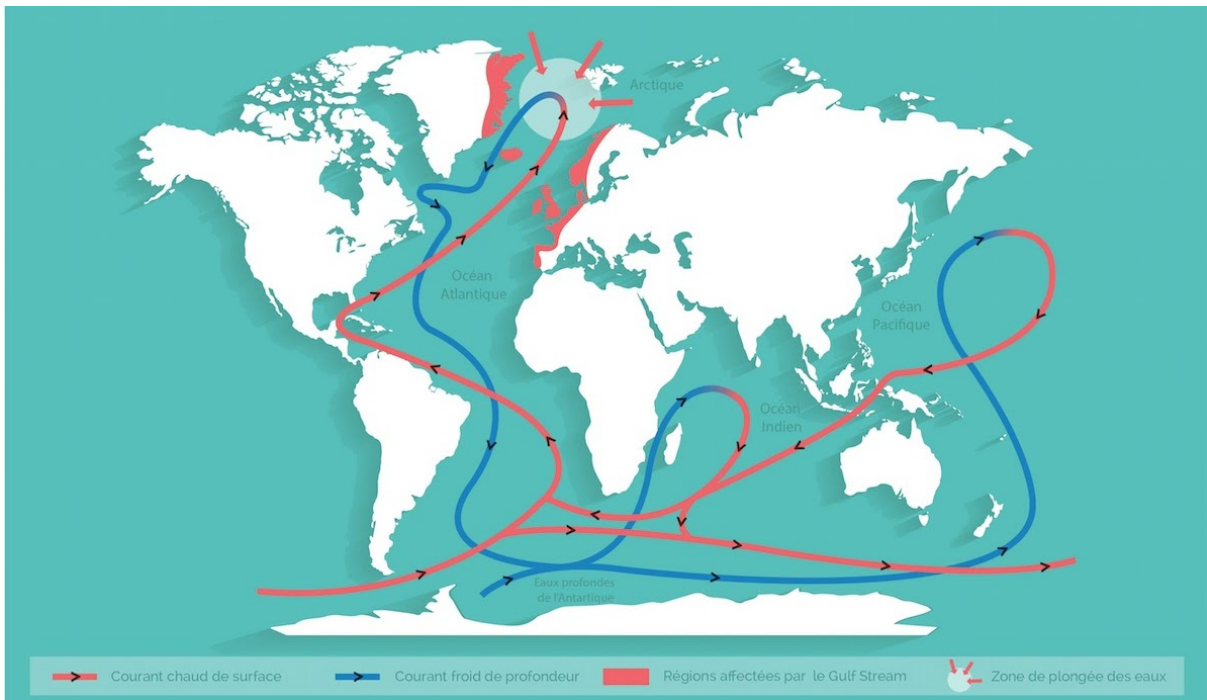 Arctique
Océan
Atlantique
Océan
Pacifique
Océan
Indien
Eaux profondes
de l'Antartique
Courant chaud de surface
Courant froid de profondeur
Régions affectées par le Gulf Stream
Zone de plongée des eaux